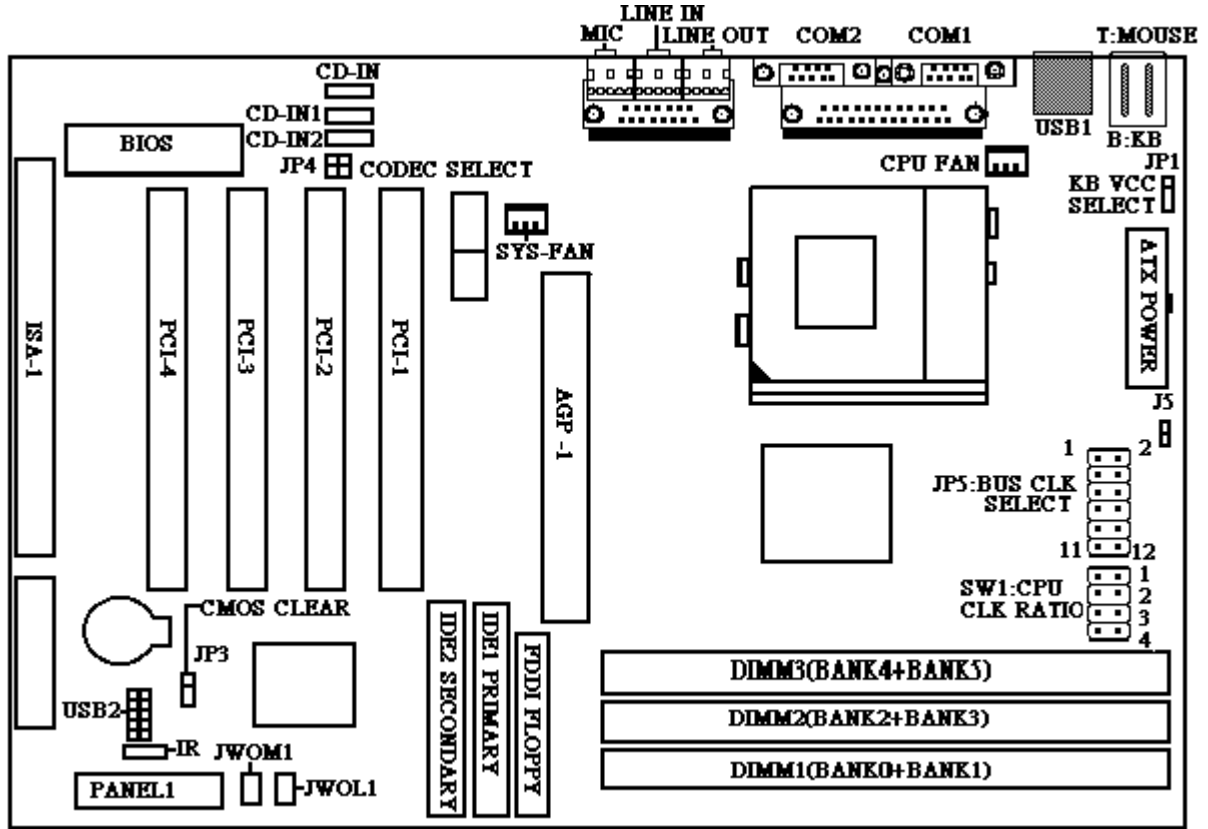 LINE IN
MIC
LINE OUT
COM2
COM1
T:MOUSE
CD-IN
CD-IN1
BIOS
CD-IN2
USB1
B:KB
JP4
CODEC SELECT
CPU FAN
JP1
KB VCC
SELECT
SYS-FAN
ATX POWER
ISA-1
PCI-4
PCI-3
PCI-2
PCI-1
AGP -1
J5
1
2
JP5:BUS CLK
SELECT
11
12
SW1:CPU
CLK RATIO
1
2
3
4
CMOS CLEAR
JP3
IDE2 SECONDARY
IDE1 PRIMARY
FDD1 FLOPPY
DIMM3(BANK4+BANK5)
USB2
DIMM2(BANK2+BANK3)
IR
JWOM1
DIMM1(BANK0+BANK1)
PANEL1
JWOL1